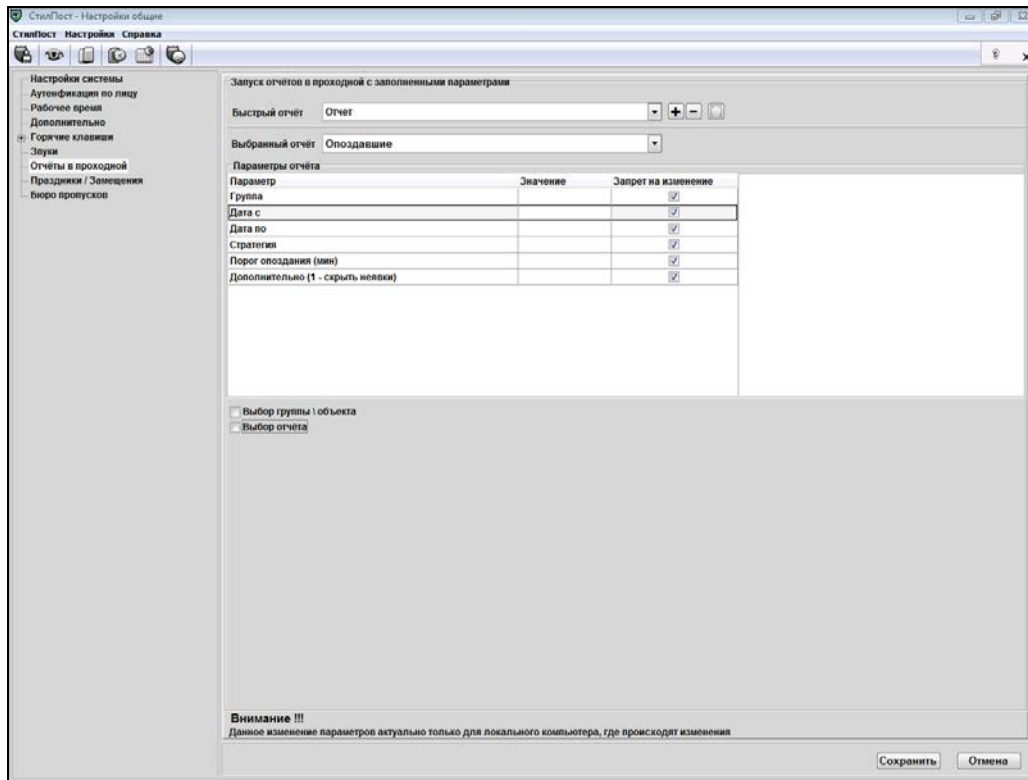 СтилПост - Настройки общие
СтилПост Настройки Справка
Настройки системы
Аутенфикация по лицу
Рабочее время
Дополнительно
Горячие клавиши
Звуки
Отчёты в проходной
Праздники / Замещения
Бюро пропусков
Запуск отчётов в проходной с заполненными параметрами
Быстрый отчёт Отчет
Выбранный отчёт Опоздавшие
Параметры отчёта
Параметр Значение Запрет на изменение
Группа
Дата с
Дата по
Стратегия
Порог опоздания (мин)
Дополнительно (1 - скрыть неявки)
Выбор группы \ объекта
Выбор отчёта
Внимание !!!
Данное изменение параметров актуально только для локального компьютера, где происходят изменения
Сохранить Отмена